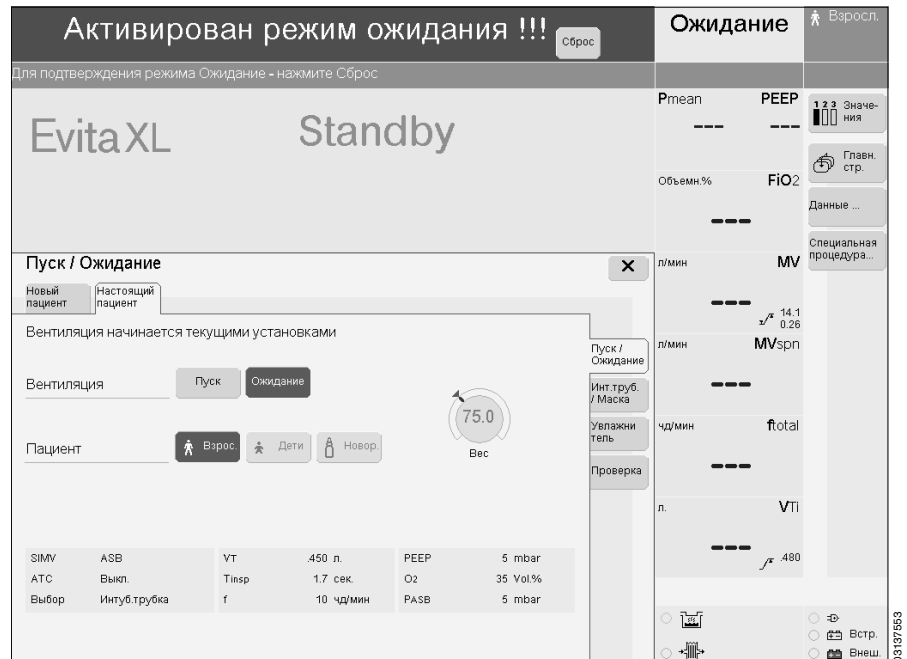 Активирован режим ожидания !!! Сброс
Ожидание
Взросл.
Для подтверждения режима Ожидание - нажмите Сброс
Evita XL Standby
Pmean PEEP
--- ---
1 2 3 Значе-
ния
Главн.
стр.
Объемн.% FiO2
---
Данные ...
Специальная
процедура...
Пуск / Ожидание
л/мин MV
---
14.1
0.26
Новый
пациент
Настоящий
пациент
Вентиляция начинается текущими установками
Пуск /
Ожидание
Инт.труб.
/ Маска
Увлажни
тель
Проверка
л/мин MVspn
---
Вентиляция Пуск Ожидание
75.0
Вес
Пациент Взрос. Дети Новор.
чд/мин ftotal
---
л. VTi
---
.480
SIMV ASB VT .450 л. PEEP 5 mbar
ATC Выкл. Tinsp 1.7 сек. O2 35 Vol.%
Выбор Интуб.трубка f 10 чд/мин PASB 5 mbar
Встр.
Внеш.
03137553